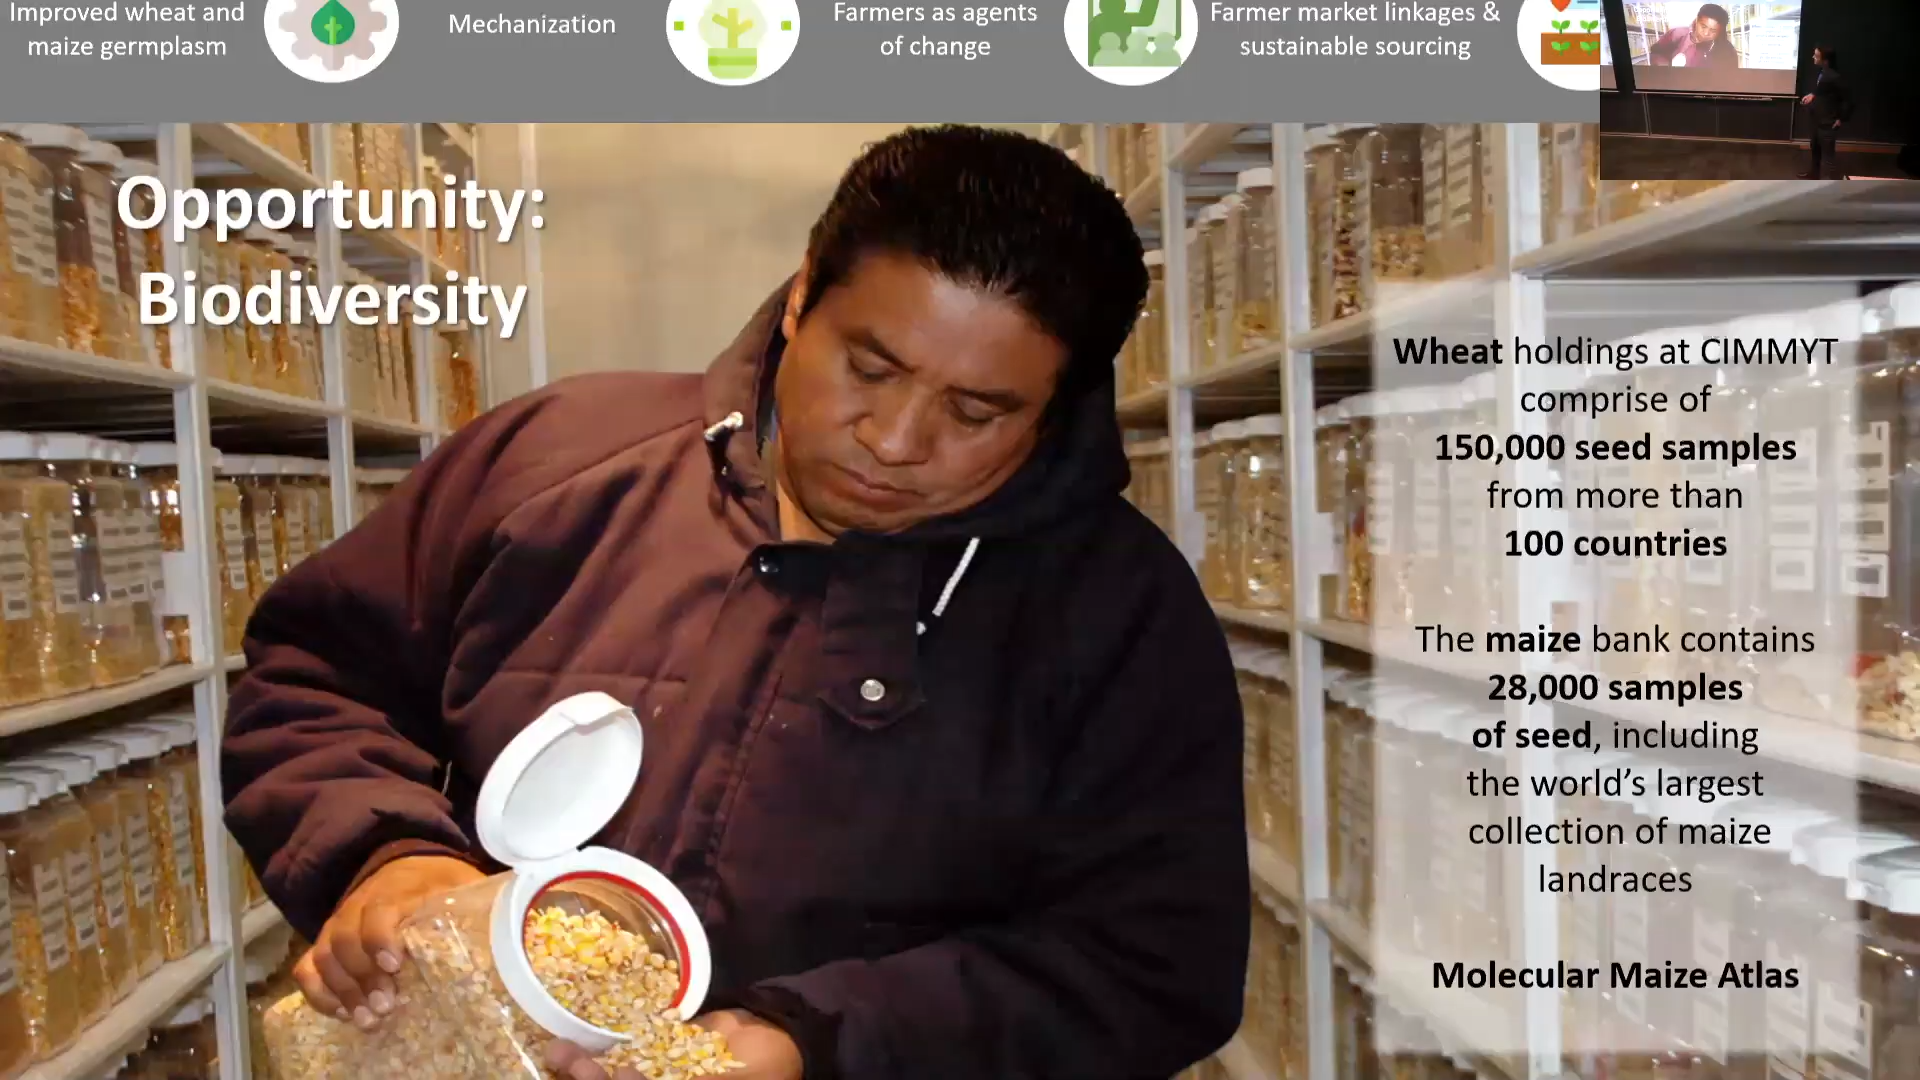 Improved wheat and
maize germplasm
Mechanization
Farmers as agents
of change
Farmer market linkages &
sustainable sourcing
Opportunity:
Biodiversity
Wheat holdings at CIMMYT
comprise of
150,000 seed samples
from more than
100 countries
The maize bank contains
28,000 samples
of seed, including
the world’s largest
collection of maize
landraces
Molecular Maize Atlas